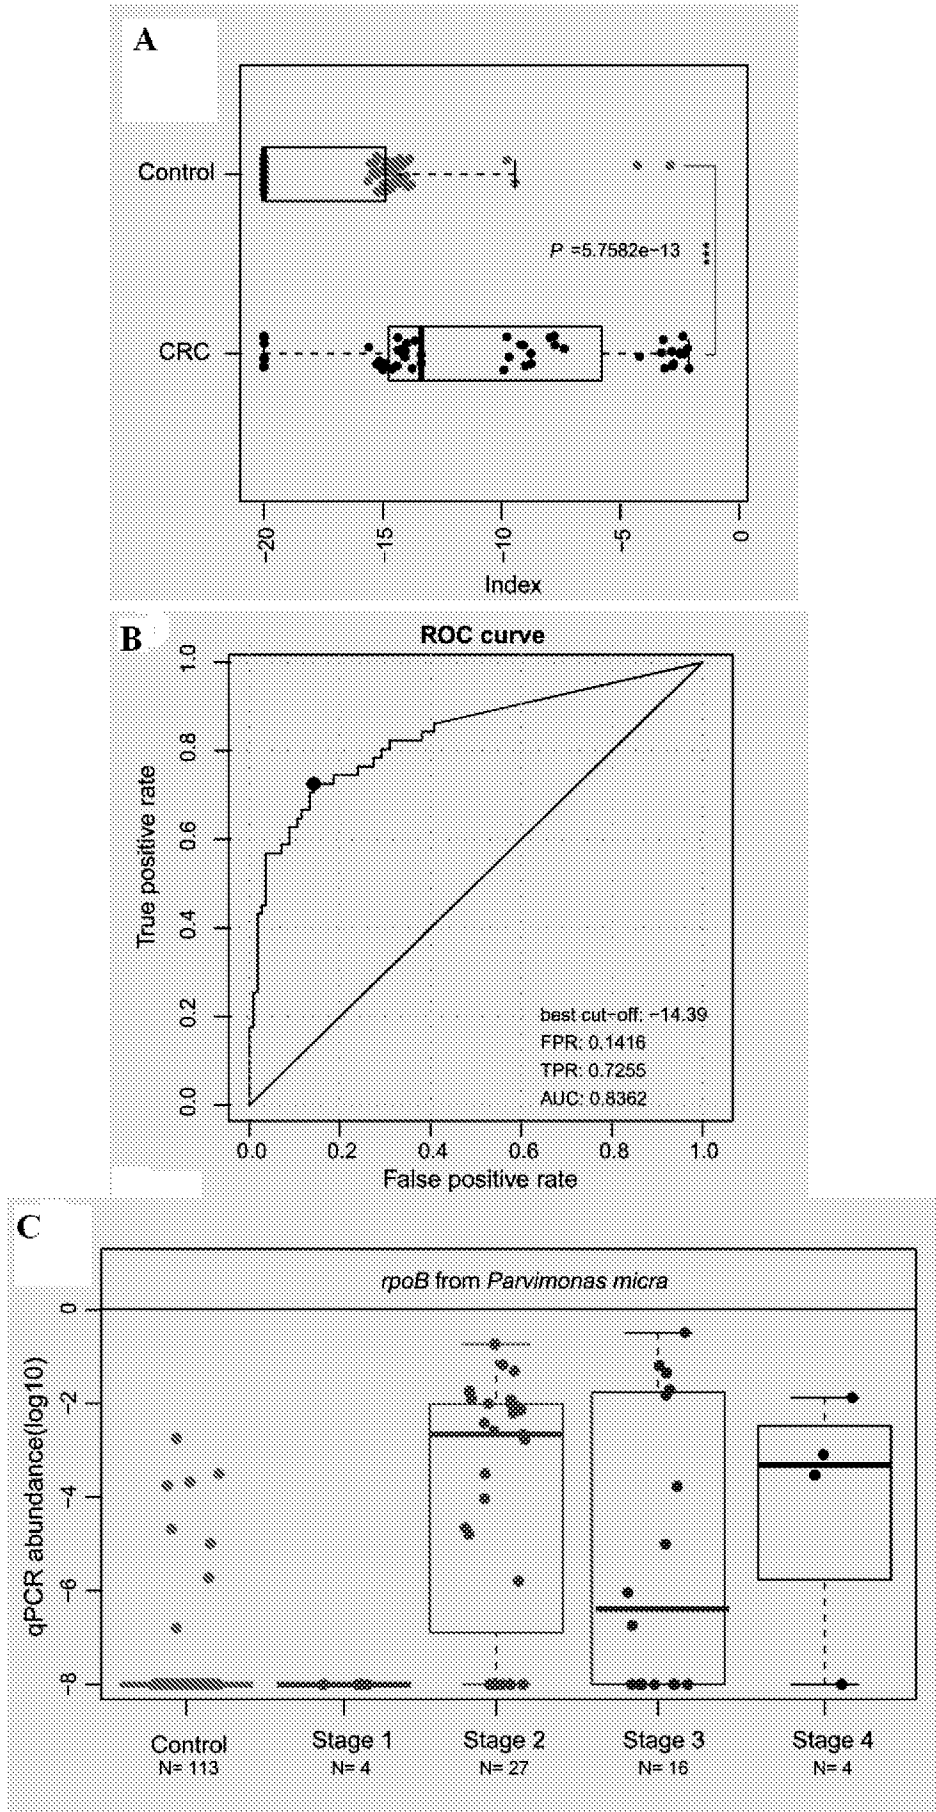 A
Control
P =5.7582e−13
***
CRC
−20 −15 −10 −5 0
Index
B
ROC curve
True positive rate
1.0
0.8
0.6
0.4
0.2
0.0
best cut−off: −14.39
FPR: 0.1416
TPR: 0.7255
AUC: 0.8362
0.0 0.2 0.4 0.6 0.8 1.0
False positive rate
C
rpoB from Parvimonas micra
qPCR abundance(log10)
0
−2
−4
−6
−8
Control Stage 1 Stage 2 Stage 3 Stage 4
N= 113 N= 4 N= 27 N= 16 N= 4